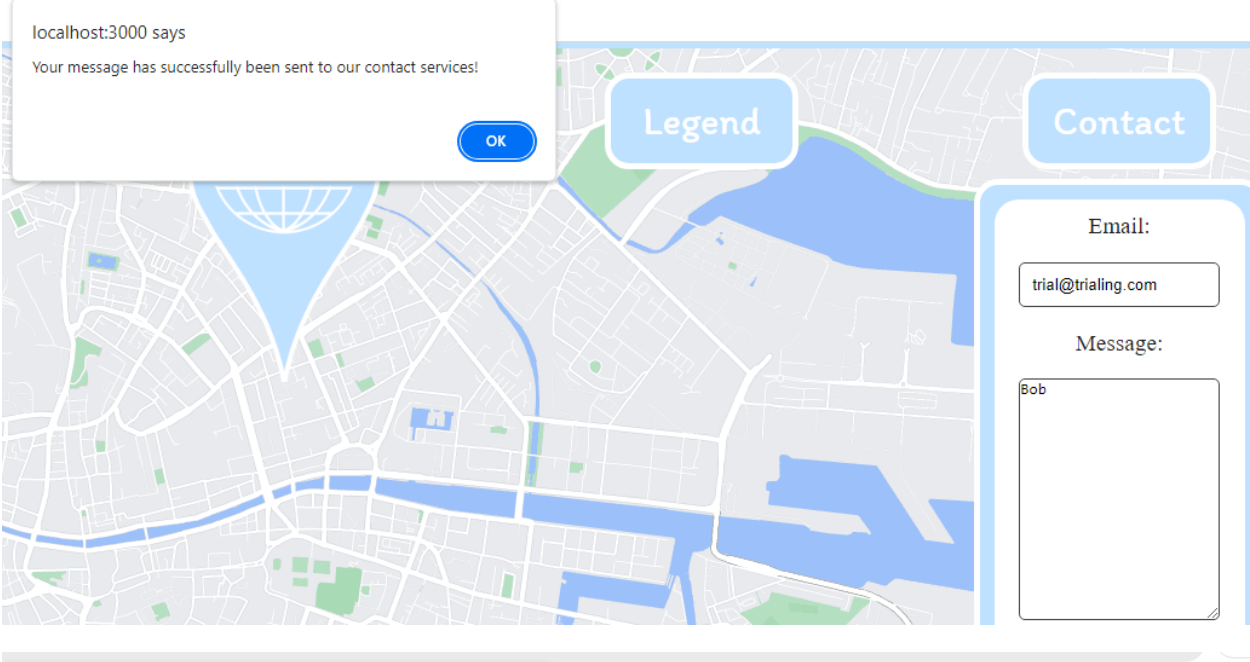 localhost:3000 says
Your message has successfully been sent to our contact services!
OK
Legend
Contact
Email:
trial@trialing.com
Message:
Bob